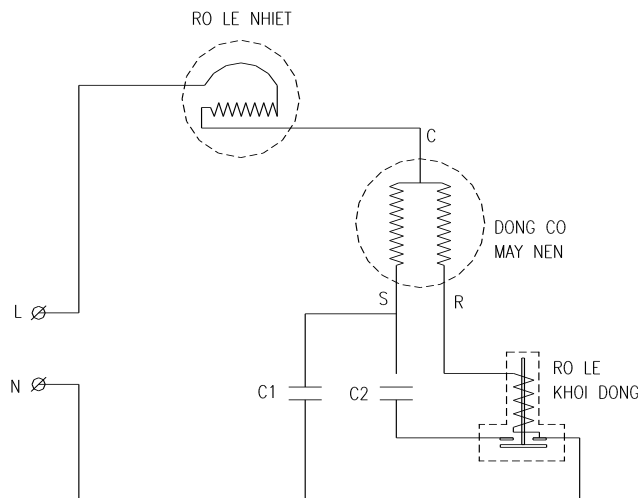 RO LE NHIET
C
DONG CO
MAY NEN
S
R
L
N
C1
C2
RO LE
KHOI DONG